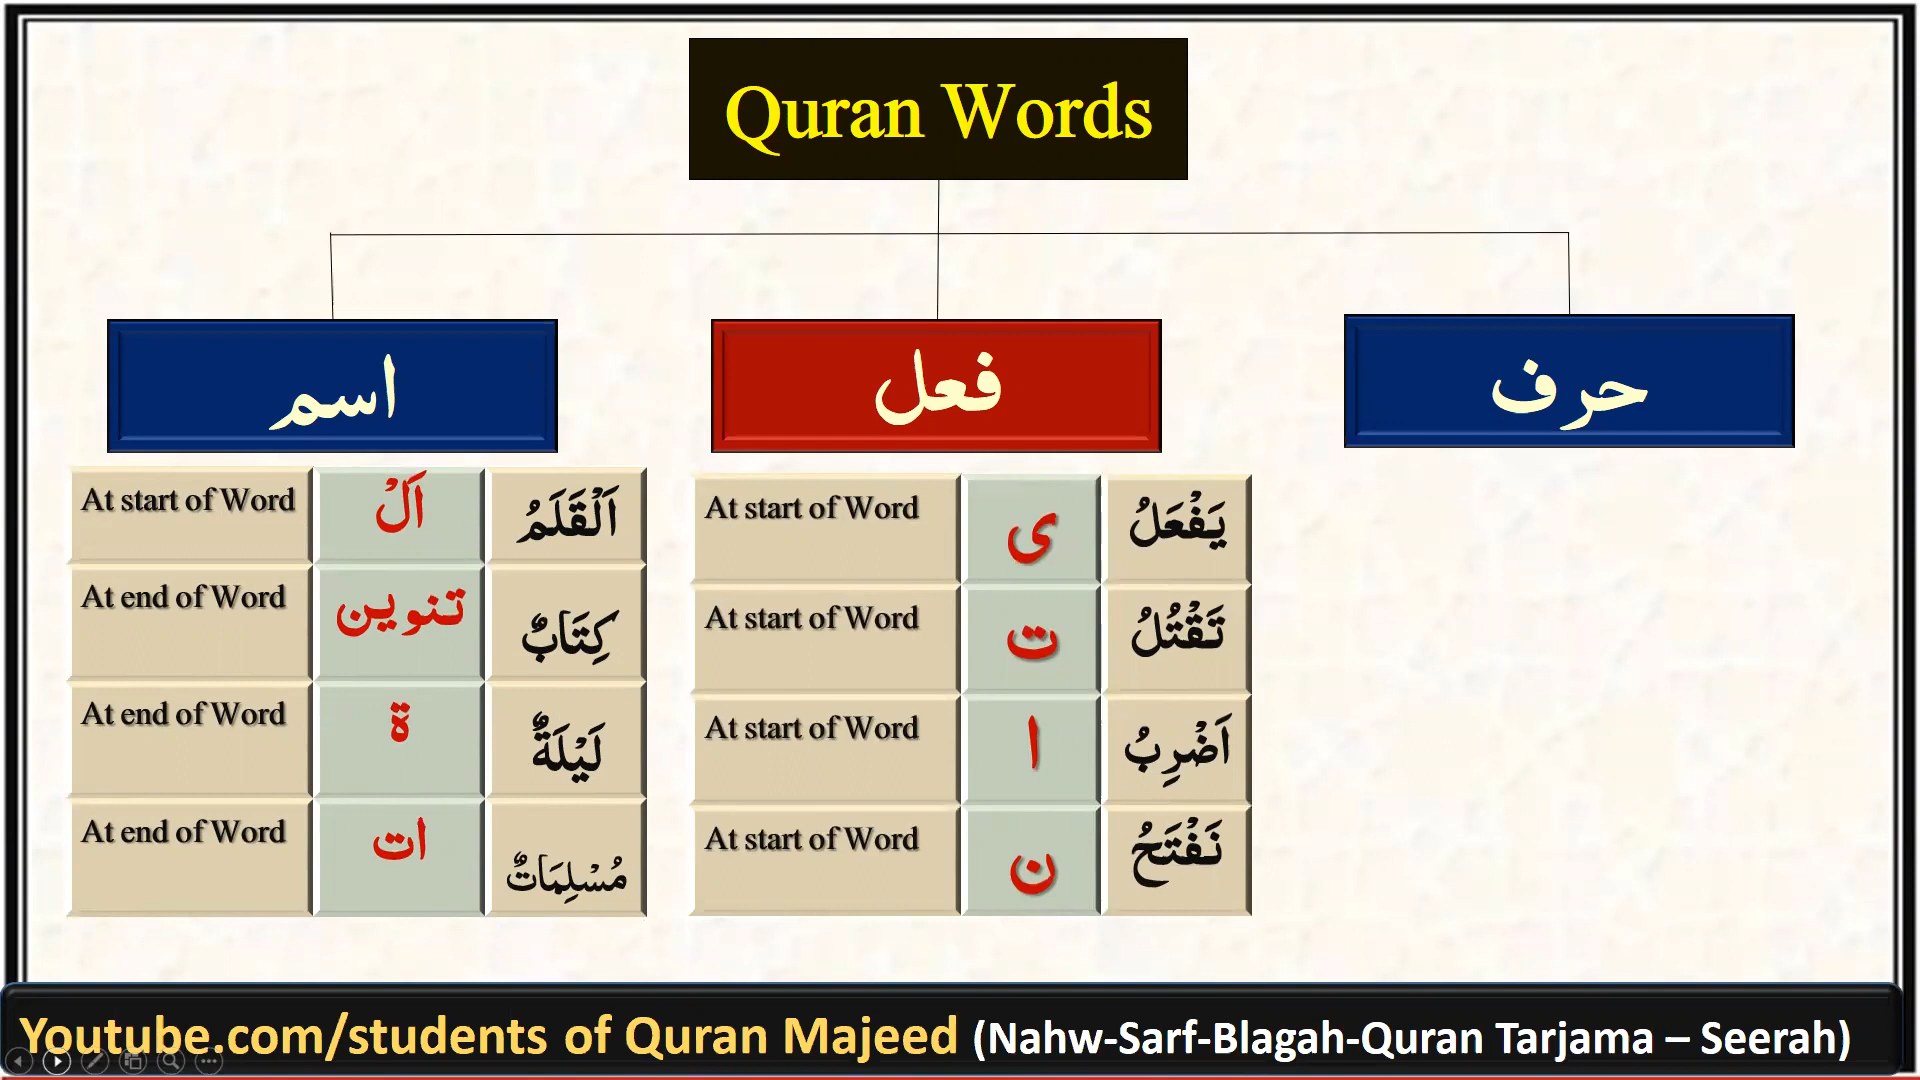 Quran Words
اسم
فعل
حرف
At start of Word اَلْ اَلْقَلَمُ
At end of Word تنوین كِتَابٌ
At end of Word ة لَيْلَةٌ
At end of Word ات مُسْلِمَاتٌ
At start of Word ی يَفْعَلُ
At start of Word ت تَقْتُلُ
At start of Word ا اَضْرِبُ
At start of Word ن نَفْتَحُ
Youtube.com/students of Quran Majeed (Nahw-Sarf-Blagah-Quran Tarjama – Seerah)